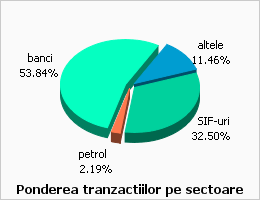 altele
11.46%
banci
53.84%
SIF-uri
32.50%
petrol
2.19%
Ponderea tranzactiilor pe sectoare